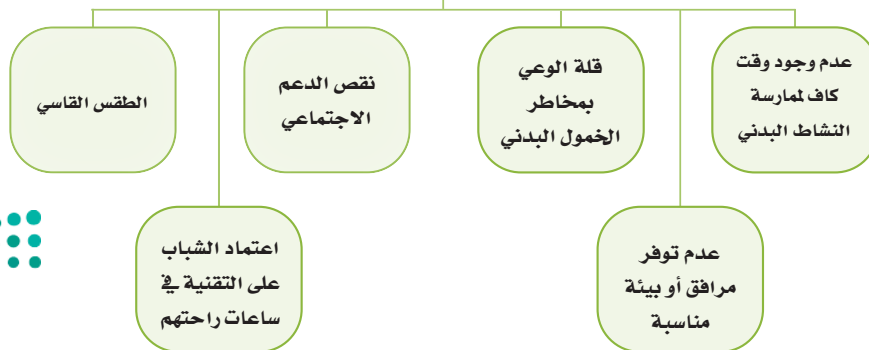 عدم وجود وقت
كاف لممارسة
النشاط البدني
قلة الوعي
بمخاطر
الخمول البدني
نقص الدعم
الاجتماعي
الطقس القاسي
عدم توفر
مرافق أو بيئة
مناسبة
اعتماد الشباب
على التقنية في
ساعات راحتهم